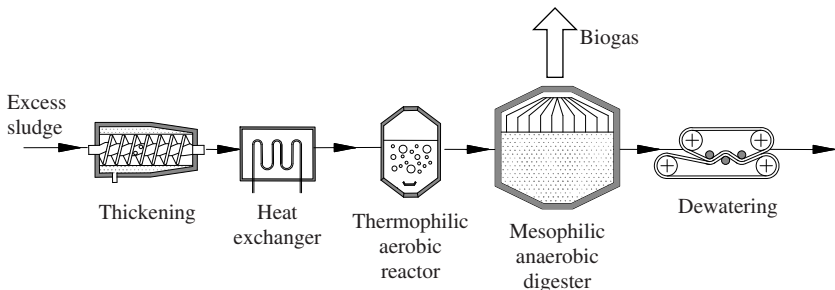 Biogas
Excess
sludge
Thickening
Heat
exchanger
Thermophilic
aerobic
reactor
Mesophilic
anaerobic
digester
Dewatering